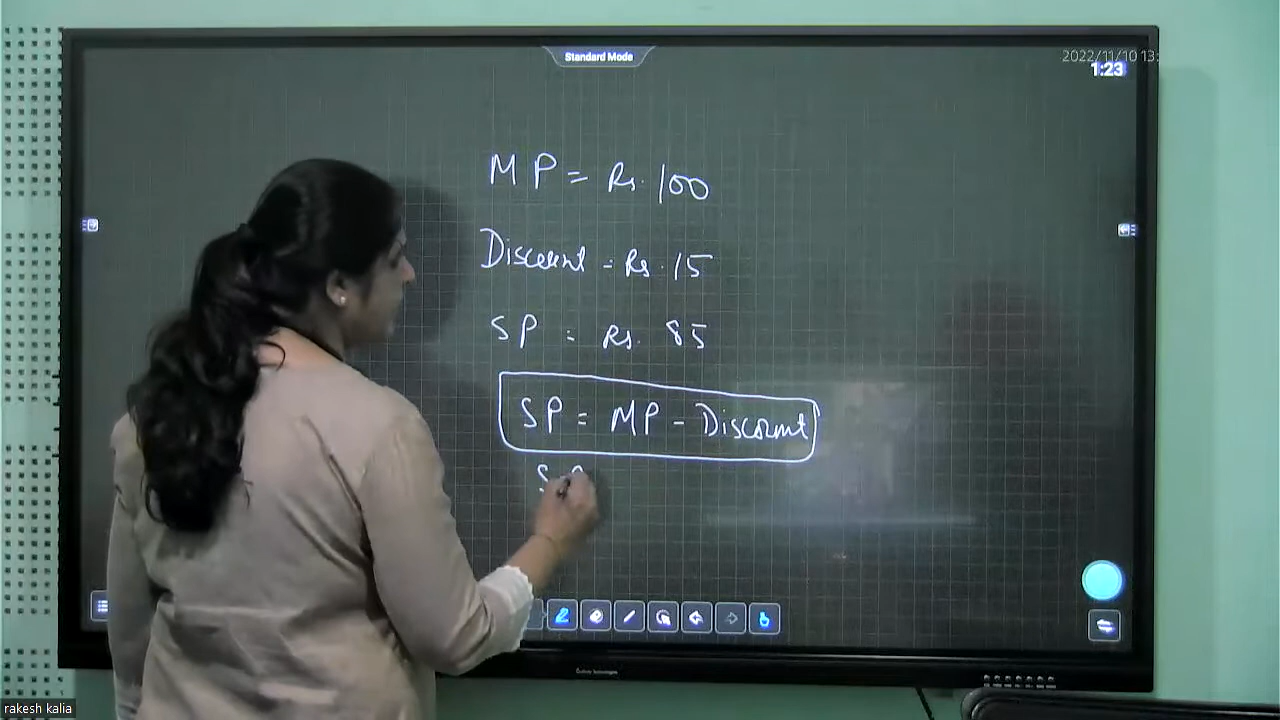 Standard Mode
2022/11/10 13:
1:23
MP = Rs. 100
Discount = Rs. 15
SP = Rs. 85
SP = MP - Discount
S.P
rakesh kalia